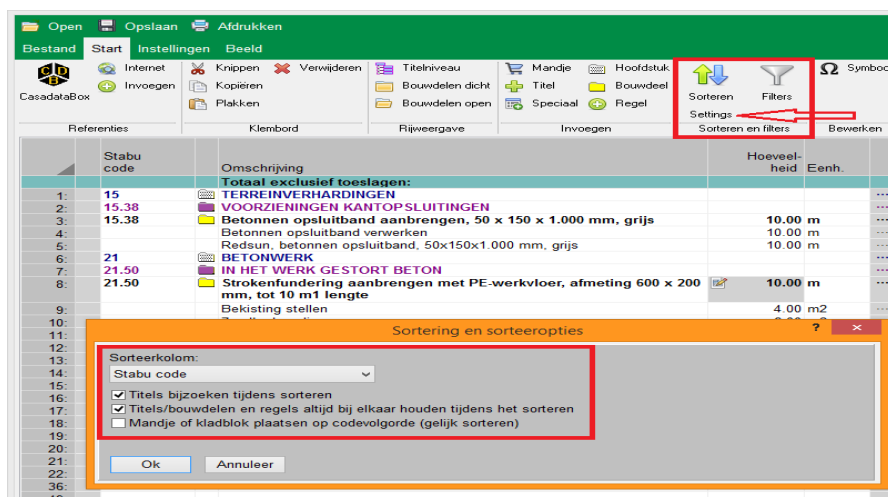 Open Opslaan Afdrukken
Bestand Start Instellingen Beeld
Internet Knippen Verwijderen Titelniveau Mandje Hoofdstuk Ω Symboo
Invoegen Kopiëren Bouwdelen dicht Titel Bouwdeel
CasadataBox Plakken Bouwdelen open Speciaal Regel Sorteren Filters
Settings
Referenties Klembord Rijweergave Invoegen Sorteren en filters Bewerken
Stabu code Omschrijving Hoeveel-heid Eenh.
Totaal exclusief toeslagen:
1: 15 TERREINVERHARDINGEN
2: 15.38 VOORZIENINGEN KANTOPSLUITINGEN
3: 15.38 Betonnen opsluitband aanbrengen, 50 x 150 x 1.000 mm, grijs 10.00 m
4: Betonnen opsluitband verwerken 10.00 m
5: Redsun, betonnen opsluitband, 50x150x1.000 mm, grijs 10.00 m
6: 21 BETONWERK
7: 21.50 IN HET WERK GESTORT BETON
8: 21.50 Strokenfundering aanbrengen met PE-werkvloer, afmeting 600 x 200 10.00 m
mm, tot 10 m1 lengte
9: Bekisting stellen 4.00 m2
10:
11:
12:
13:
14:
15:
16:
17:
18:
19:
20:
21:
22:
36:
Sortering en sorteeropties ? ×
Sorteerkolom:
Stabu code
Titels bijzoeken tijdens sorteren
Titels/bouwdelen en regels altijd bij elkaar houden tijdens het sorteren
Mandje of kladblok plaatsen op codevolgorde (gelijk sorteren)
Ok Annuleer